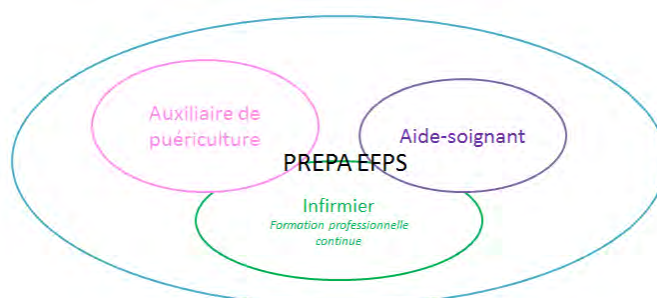 Auxiliaire de
puériculture
Aide-soignant
PREPA EFPS
Infirmier
Formation professionnelle
continue